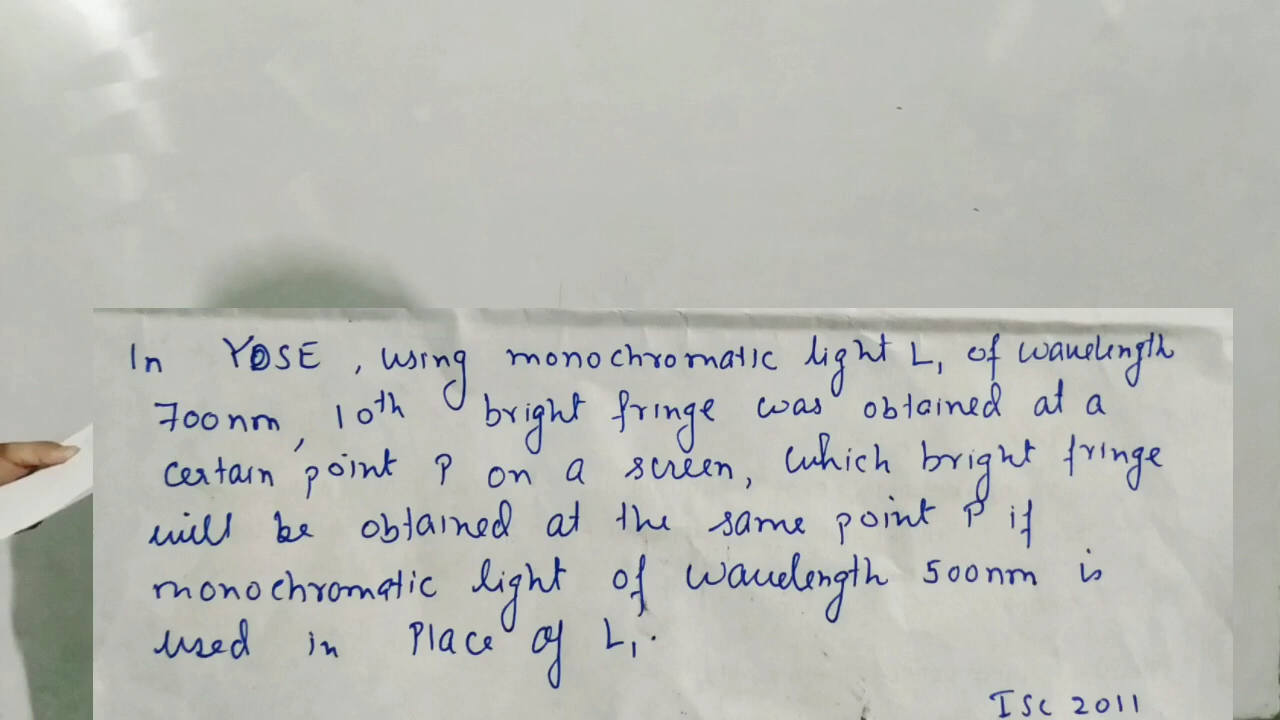 In YDSE, using monochromatic light L₁ of wavelength
700nm, 10th bright fringe was obtained at a
certain point P on a screen, which bright fringe
will be obtained at the same point P if
monochromatic light of wavelength 500nm is
used in Place of L₁.
ISC 2011